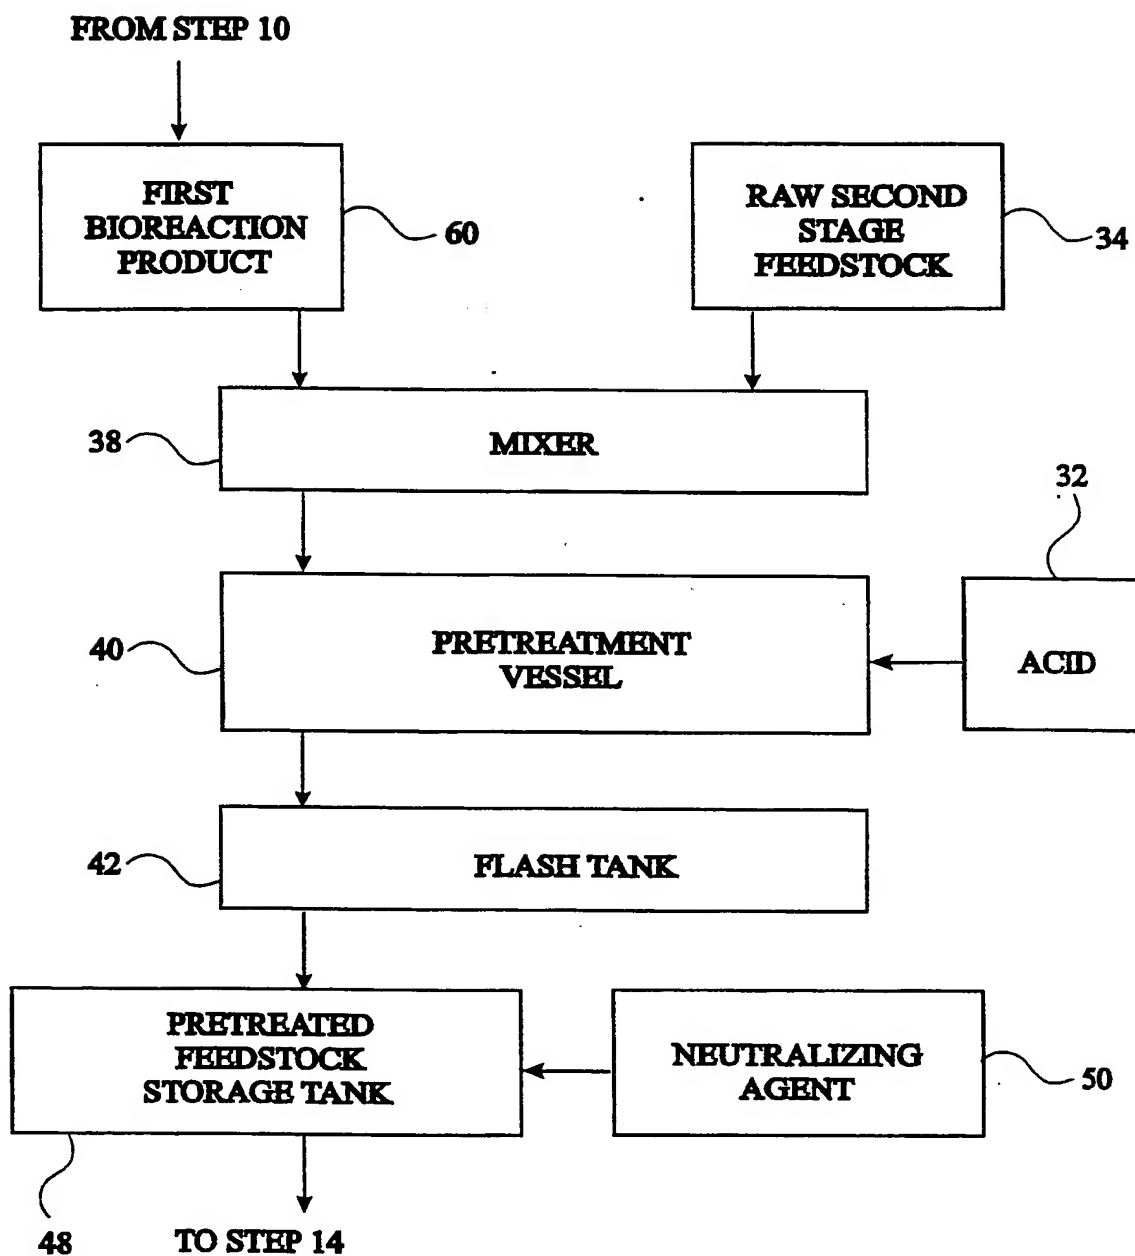 FROM STEP 10
FIRST
BIOREACTION
PRODUCT
60
RAW SECOND
STAGE
FEEDSTOCK
34
38
MIXER
32
40
PRETREATMENT
VESSEL
ACID
42
FLASH TANK
PRETREATED
FEEDSTOCK
STORAGE TANK
NEUTRALIZING
AGENT
50
48
TO STEP 14